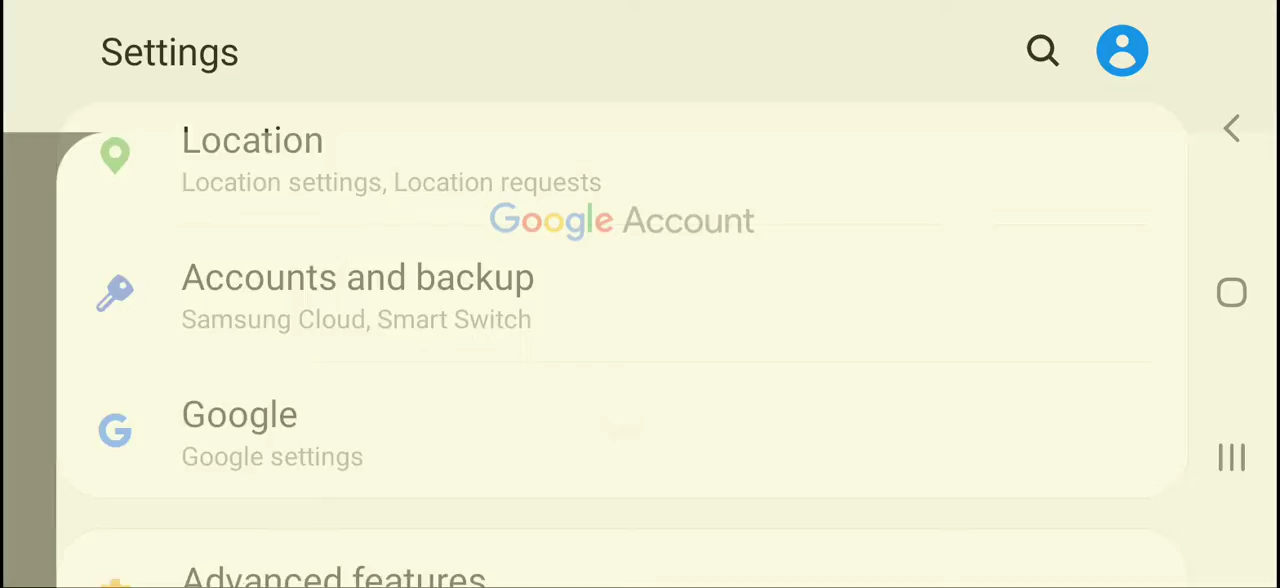 Settings
Location
Location settings, Location requests
Google Account
Accounts and backup
Samsung Cloud, Smart Switch
Google
Google settings
Advanced features